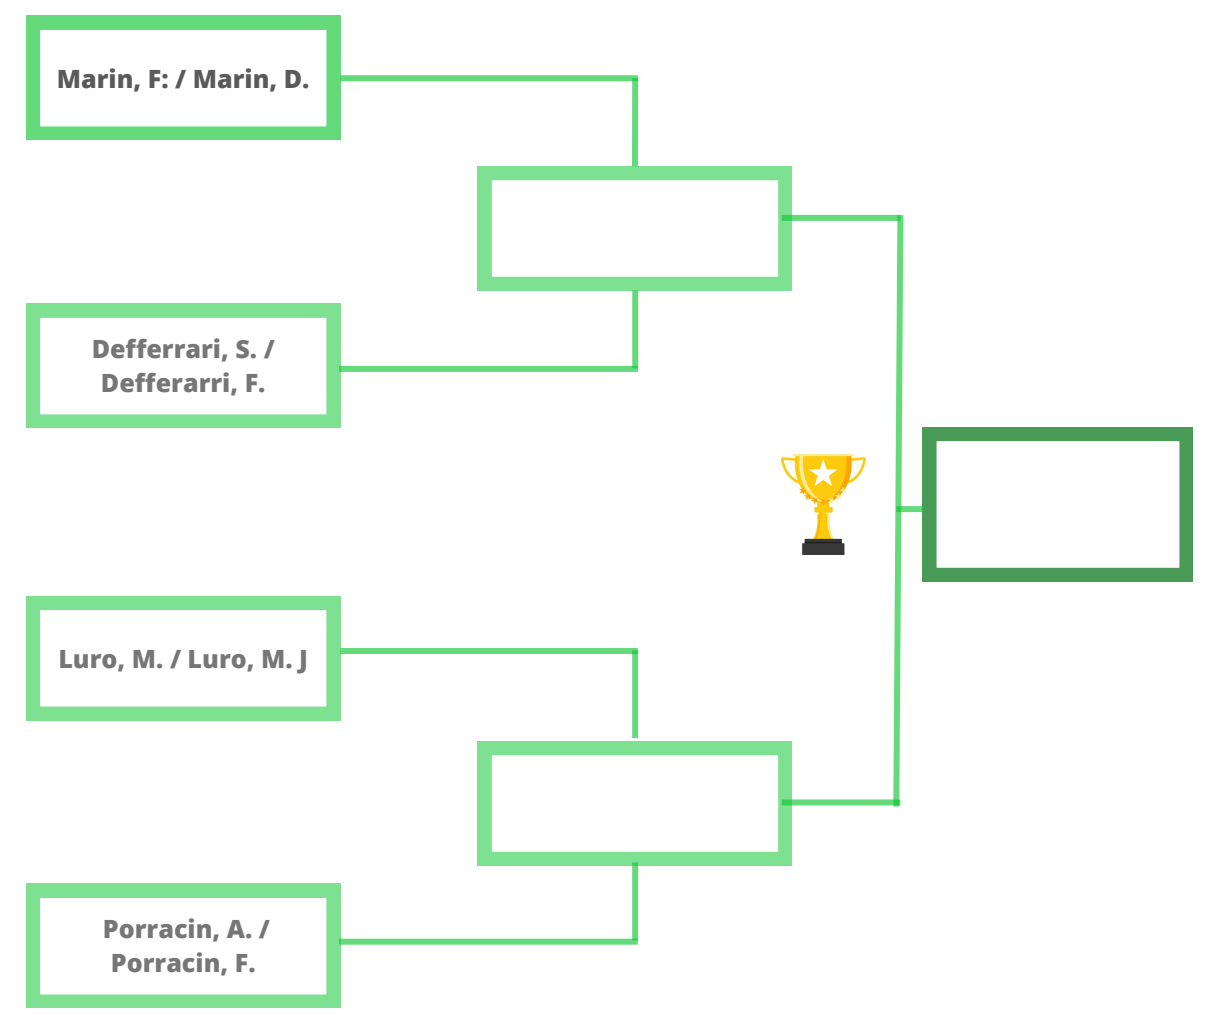 Marin, F: / Marin, D.
Defferrari, S. /
Defferarri, F.
Luro, M. / Luro, M. J
Porracin, A. /
Porracin, F.